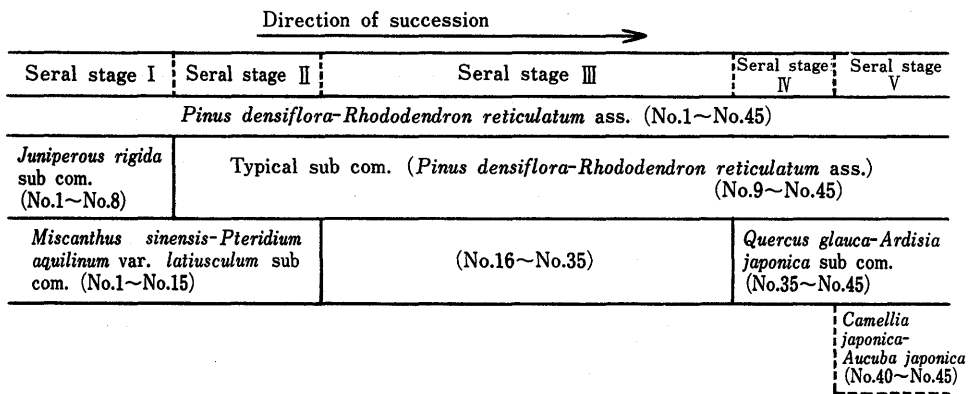 Direction of succession
Seral stage Ⅰ
Seral stage Ⅱ
Seral stage Ⅲ
Seral stage
Ⅳ
Seral stage
Ⅴ
Pinus densiflora-Rhododendron reticulatum ass. (No.1~No.45)
Juniperous rigida
sub com.
(No.1~No.8)
Typical sub com. (Pinus densiflora-Rhododendron reticulatum ass.)
(No.9~No.45)
Miscanthus sinensis-Pteridium
aquilinum var. latiusculum sub
com. (No.1~No.15)
(No.16~No.35)
Quercus glauca-Ardisia
japonica sub com.
(No.35~No.45)
Camellia
japonica-
Aucuba japonica
(No.40~No.45)